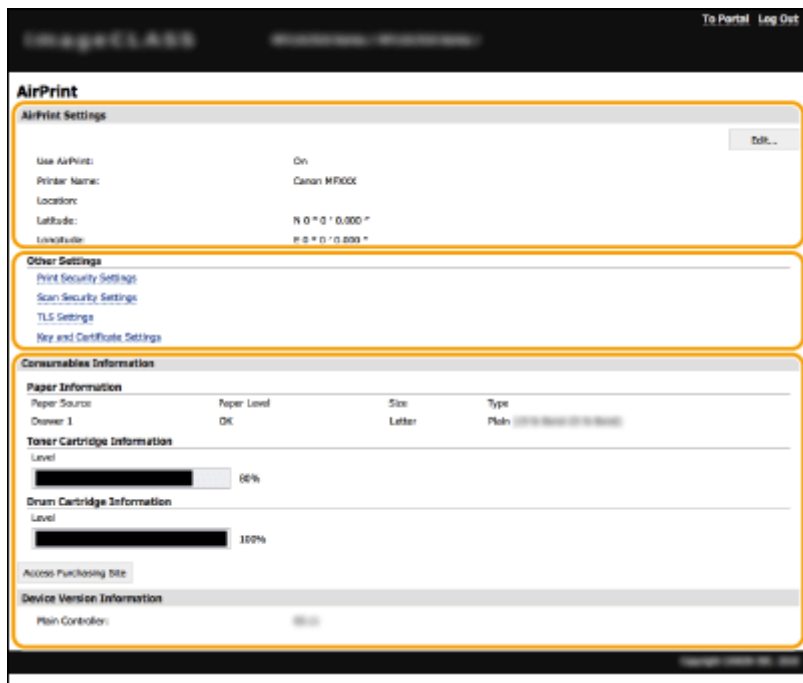 To Portal Log Out
imageCLASS
AirPrint
AirPrint Settings
Edit...
Use AirPrint: On
Printer Name: Canon MFXXX
Location:
Latitude: N 0 ° 0 ' 0.000 "
Longitude: E 0 ° 0 ' 0.000 "
Other Settings
Print Security Settings
Scan Security Settings
TLS Settings
Key and Certificate Settings
Consumables Information
Paper Information
Paper Source Paper Level Size Type
Drawer 1 OK Letter Plain
Toner Cartridge Information
Level
80%
Drum Cartridge Information
Level
100%
Access Purchasing Site
Device Version Information
Main Controller: